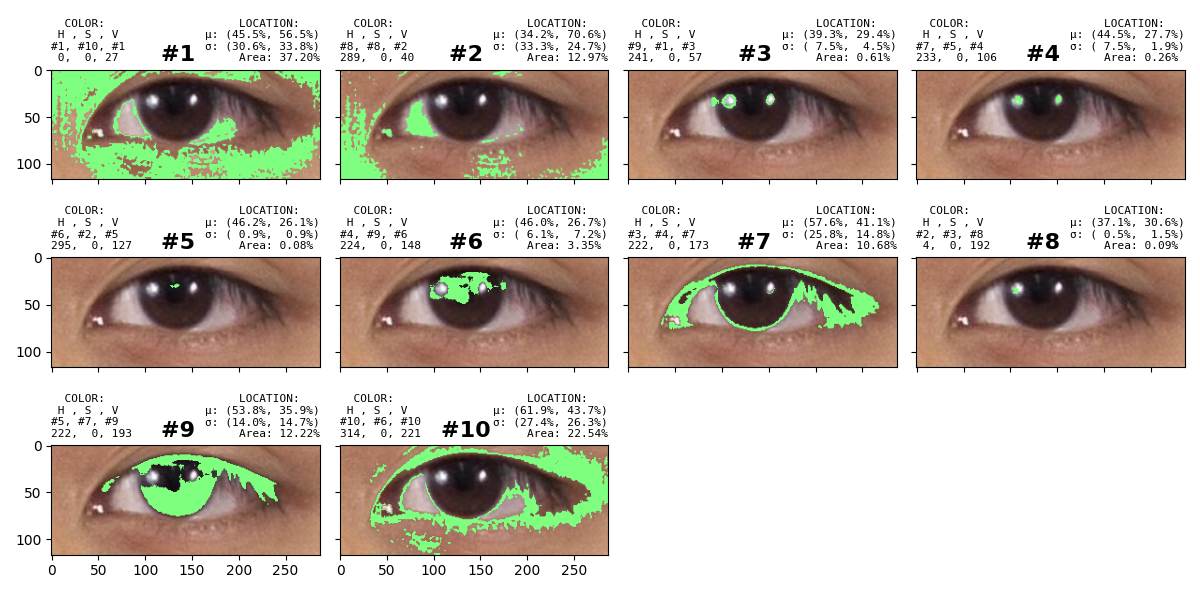 COLOR: LOCATION:
H , S , V μ: (45.5%, 56.5%)
#1, #10, #1 σ: (30.6%, 33.8%)
0, 0, 27 #1 Area: 37.20%
COLOR: LOCATION:
H , S , V μ: (34.2%, 70.6%)
#8, #8, #2 σ: (33.3%, 24.7%)
289, 0, 40 #2 Area: 12.97%
COLOR: LOCATION:
H , S , V μ: (39.3%, 29.4%)
#9, #1, #3 σ: ( 7.5%, 4.5%)
241, 0, 57 #3 Area: 0.61%
COLOR: LOCATION:
H , S , V μ: (44.5%, 27.7%)
#7, #5, #4 σ: ( 7.5%, 1.9%)
233, 0, 106 #4 Area: 0.26%
0
50
100
COLOR: LOCATION:
H , S , V μ: (46.2%, 26.1%)
#6, #2, #5 σ: ( 0.9%, 0.9%)
295, 0, 127 #5 Area: 0.08%
COLOR: LOCATION:
H , S , V μ: (46.0%, 26.7%)
#4, #9, #6 σ: ( 6.1%, 7.2%)
224, 0, 148 #6 Area: 3.35%
COLOR: LOCATION:
H , S , V μ: (57.6%, 41.1%)
#3, #4, #7 σ: (25.8%, 14.8%)
222, 0, 173 #7 Area: 10.68%
COLOR: LOCATION:
H , S , V μ: (37.1%, 30.6%)
#2, #3, #8 σ: ( 0.5%, 1.5%)
4, 0, 192 #8 Area: 0.09%
0
50
100
COLOR: LOCATION:
H , S , V μ: (53.8%, 35.9%)
#5, #7, #9 σ: (14.0%, 14.7%)
222, 0, 193 #9 Area: 12.22%
COLOR: LOCATION:
H , S , V μ: (61.9%, 43.7%)
#10, #6, #10 σ: (27.4%, 26.3%)
314, 0, 221 #10 Area: 22.54%
0
50
100
0 50 100 150 200 250
0 50 100 150 200 250